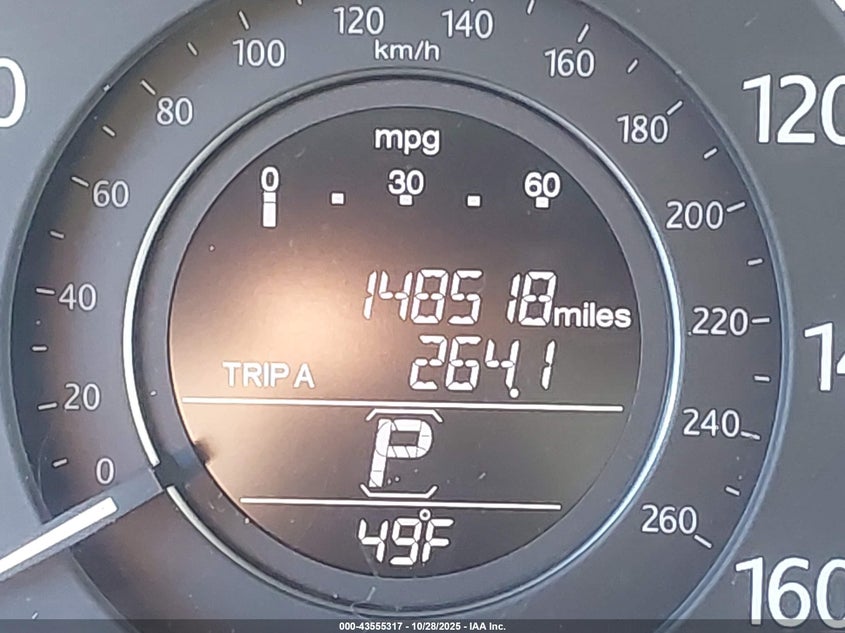 120 140
100 km/h 160
80 mpg 180 120
60 0 30 60 200
40 148518 miles 220
TRIP A 264.1
20 240
P
0 260
49°F
160
000-43555317 - 10/28/2025 - IAA Inc.